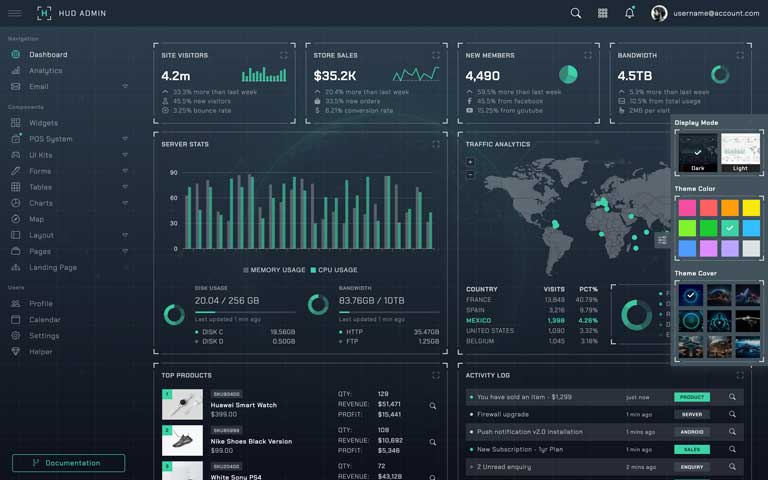 HUD ADMIN
username@account.com
Navigation
Dashboard
Analytics
Email
Components
Widgets
POS System
UI Kits
Forms
Tables
Charts
Map
Layout
Pages
Landing Page
Users
Profile
Calendar
Settings
Helper
Documentation
SITE VISITORS
4.2m
33.3% more than last week
45.5% new visitors
3.25% bounce rate
STORE SALES
$35.2K
20.4% more than last week
33.5% new orders
6.21% conversion rate
NEW MEMBERS
4,490
59.5% more than last week
45.5% from facebook
15.25% from youtube
BANDWIDTH
4.5TB
5.3% more than last week
10.5% from total usage
2MB per visit
SERVER STATS
90
60
30
0
MEMORY USAGE CPU USAGE
DISK USAGE
20.04 / 256 GB
Last updated 1 min ago
DISK C 19.56GB
DISK D 0.50GB
BANDWIDTH
83.76GB / 10TB
Last updated 1 min ago
HTTP 35.47GB
FTP 1.25GB
TRAFFIC ANALYTICS
+
-
COUNTRY VISITS PCT%
FRANCE 13,849 40.79%
SPAIN 3,216 9.79%
MEXICO 1,398 4.26%
UNITED STATES 1,090 3.32%
BELGIUM 1,045 3.18%
Display Mode
Dark
Light
Theme Color
Theme Cover
TOP PRODUCTS
1
SKU90400
Huawei Smart Watch
$399.00
QTY: 129
REVENUE: $51,471
PROFIT: $15,441
2
SKU85999
Nike Shoes Black Version
$99.00
QTY: 108
REVENUE: $10,692
PROFIT: $5,346
3
SKU20400
White Sony PS4
QTY: 72
REVENUE: $43,128
ACTIVITY LOG
You have sold an item - $1,299 just now PRODUCT
Firewall upgrade 1 min ago SERVER
Push notification v2.0 installation 1 mins ago ANDROID
New Subscription - 1yr Plan 1 min ago SALES
2 Unread enquiry 2 mins ago ENQUIRY